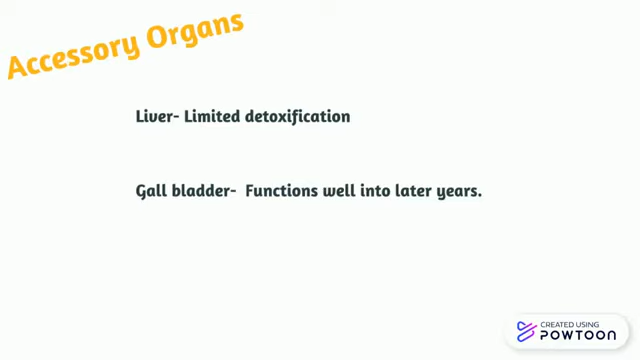 Accessory Organs
Liver- Limited detoxification
Gall bladder-  Functions well into later years.
CREATED USING
POWTOON